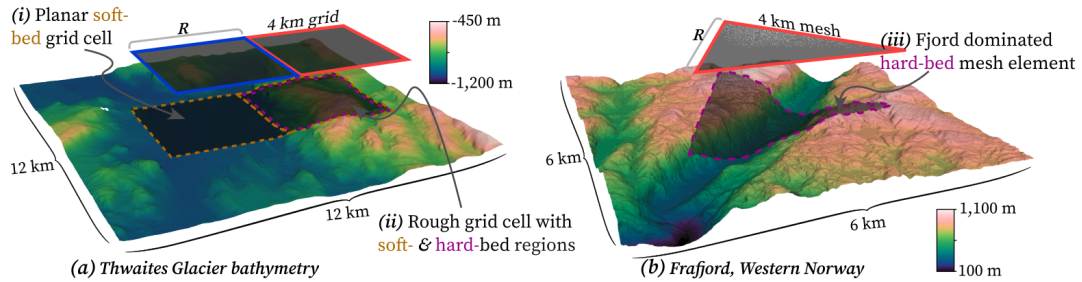 (i) Planar soft-
bed grid cell
R
4 km grid
-450 m
-1,200 m
12 km
12 km
(ii) Rough grid cell with
soft- & hard-bed regions
(a) Thwaites Glacier bathymetry
R
4 km mesh
(iii) Fjord dominated
hard-bed mesh element
6 km
6 km
1,100 m
100 m
(b) Frafjord, Western Norway